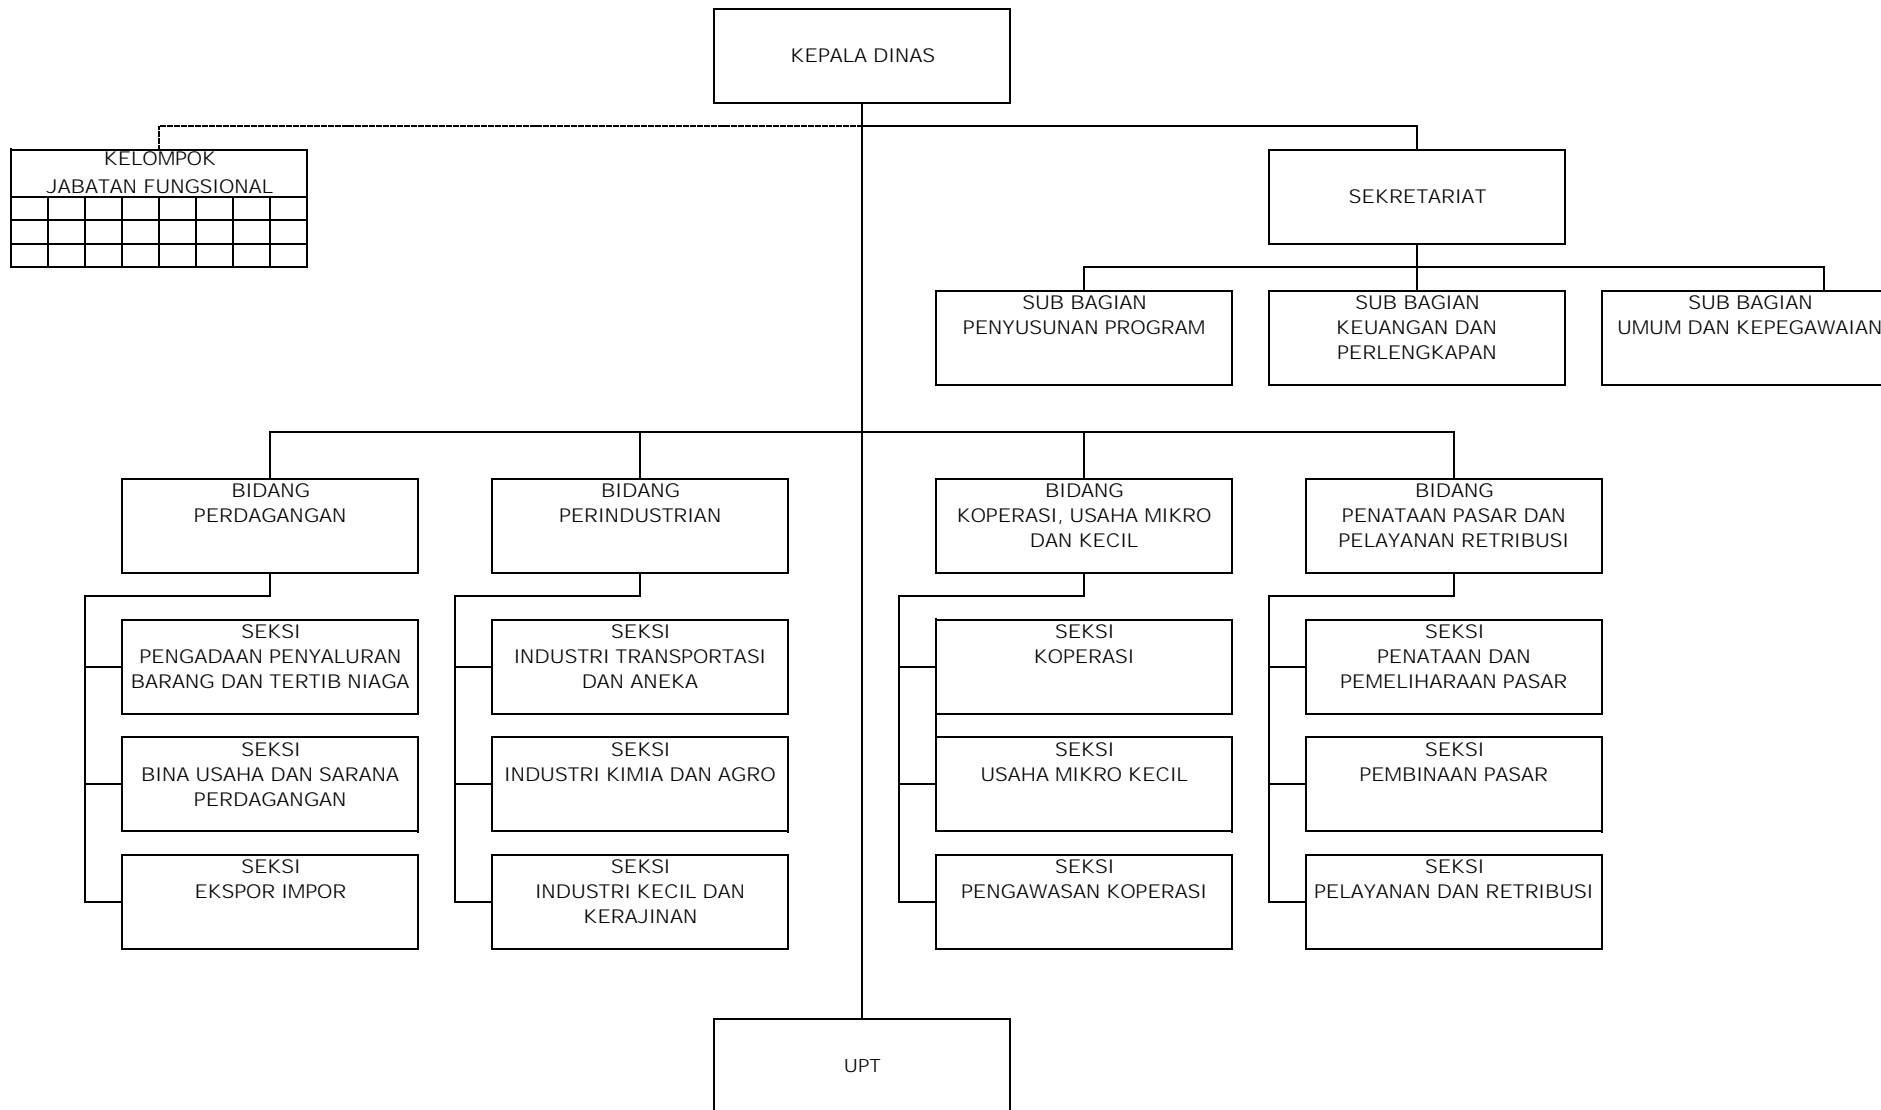 KEPALA DINAS
KELOMPOK
JABATAN FUNGSIONAL
SEKRETARIAT
SUB BAGIAN
PENYUSUNAN PROGRAM
SUB BAGIAN
KEUANGAN DAN
PERLENGKAPAN
SUB BAGIAN
UMUM DAN KEPEGAWAIAN
BIDANG
PERDAGANGAN
BIDANG
PERINDUSTRIAN
BIDANG
KOPERASI, USAHA MIKRO
DAN KECIL
BIDANG
PENATAAN PASAR DAN
PELAYANAN RETRIBUSI
SEKSI
PENGADAAN PENYALURAN
BARANG DAN TERTIB NIAGA
SEKSI
INDUSTRI TRANSPORTASI
DAN ANEKA
SEKSI
KOPERASI
SEKSI
PENATAAN DAN
PEMELIHARAAN PASAR
SEKSI
BINA USAHA DAN SARANA
PERDAGANGAN
SEKSI
INDUSTRI KIMIA DAN AGRO
SEKSI
USAHA MIKRO KECIL
SEKSI
PEMBINAAN PASAR
SEKSI
EKSPOR IMPOR
SEKSI
INDUSTRI KECIL DAN
KERAJINAN
SEKSI
PENGAWASAN KOPERASI
SEKSI
PELAYANAN DAN RETRIBUSI
UPT